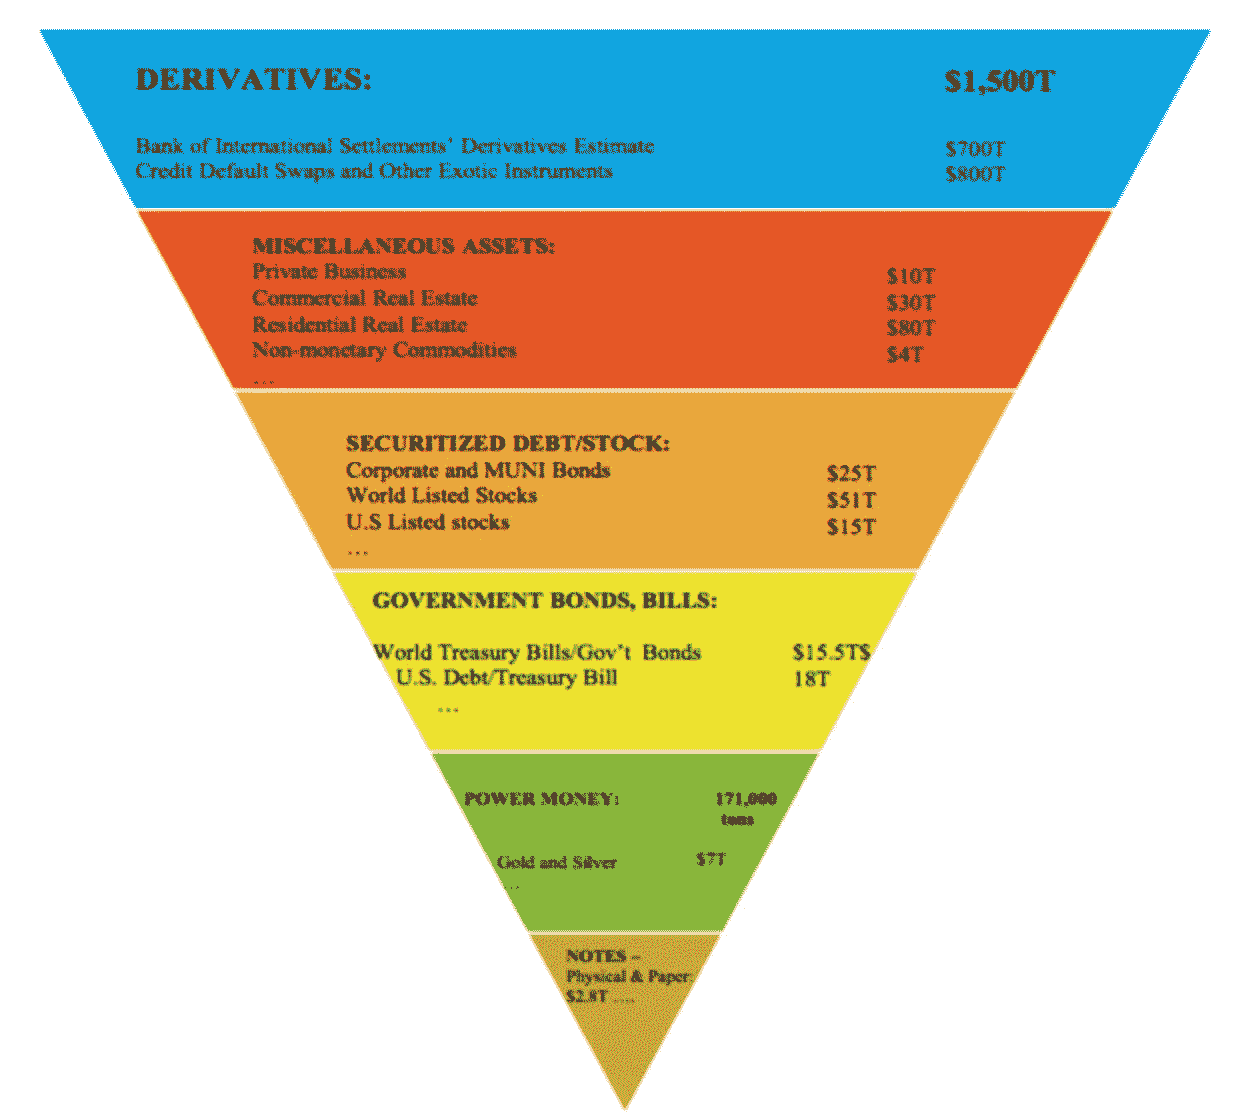 DERIVATIVES: $1,500T
Bank of International Settlements' Derivatives Estimate $700T
Credit Default Swaps and Other Exotic Instruments $800T
MISCELLANEOUS ASSETS:
Private Business $10T
Commercial Real Estate $30T
Residential Real Estate $80T
Non-monetary Commodities $4T
...
SECURITIZED DEBT/STOCK:
Corporate and MUNI Bonds $25T
World Listed Stocks $51T
U.S Listed stocks $15T
...
GOVERNMENT BONDS, BILLS:
World Treasury Bills/Gov't Bonds $15.5T$
U.S. Debt/Treasury Bill 18T
...
POWER MONEY: 171,000
tons
Gold and Silver $7T
...
NOTES –
Physical & Paper:
$2.8T ....